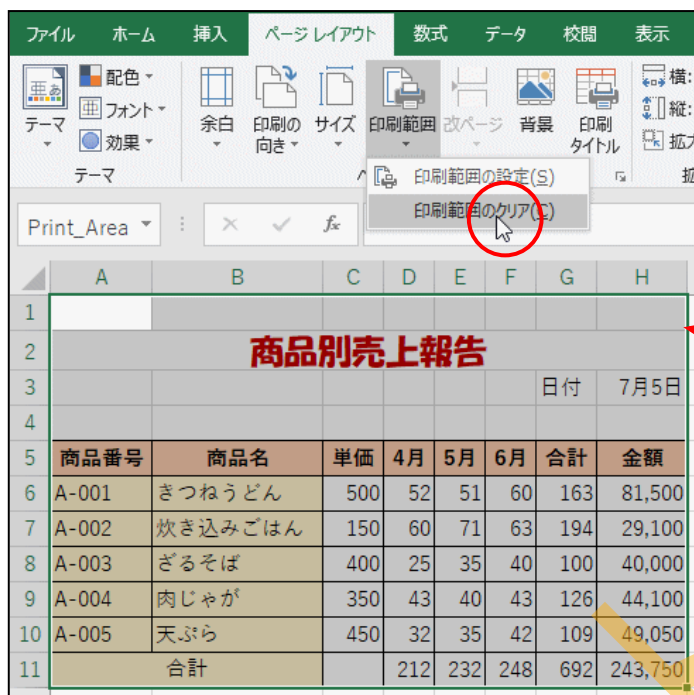 ファイル ホーム 挿入 ページ レイアウト 数式 データ 校閲 表示
亜あ 配色 横:
亜 フォント 縦:
テーマ 効果 余白 印刷の向き サイズ 印刷範囲 改ページ 背景 印刷タイトル
テーマ
印刷範囲の設定(S)
印刷範囲のクリア(C)
Print_Area fx
A B C D E F G H
1
2 商品別売上報告
3 日付 7月5日
4
5 商品番号 商品名 単価 4月 5月 6月 合計 金額
6 A-001 きつねうどん 500 52 51 60 163 81,500
7 A-002 炊き込みごはん 150 60 71 63 194 29,100
8 A-003 ざるそば 400 25 35 40 100 40,000
9 A-004 肉じゃが 350 43 40 43 126 44,100
10 A-005 天ぷら 450 32 35 42 109 49,050
11 合計 212 232 248 692 243,750